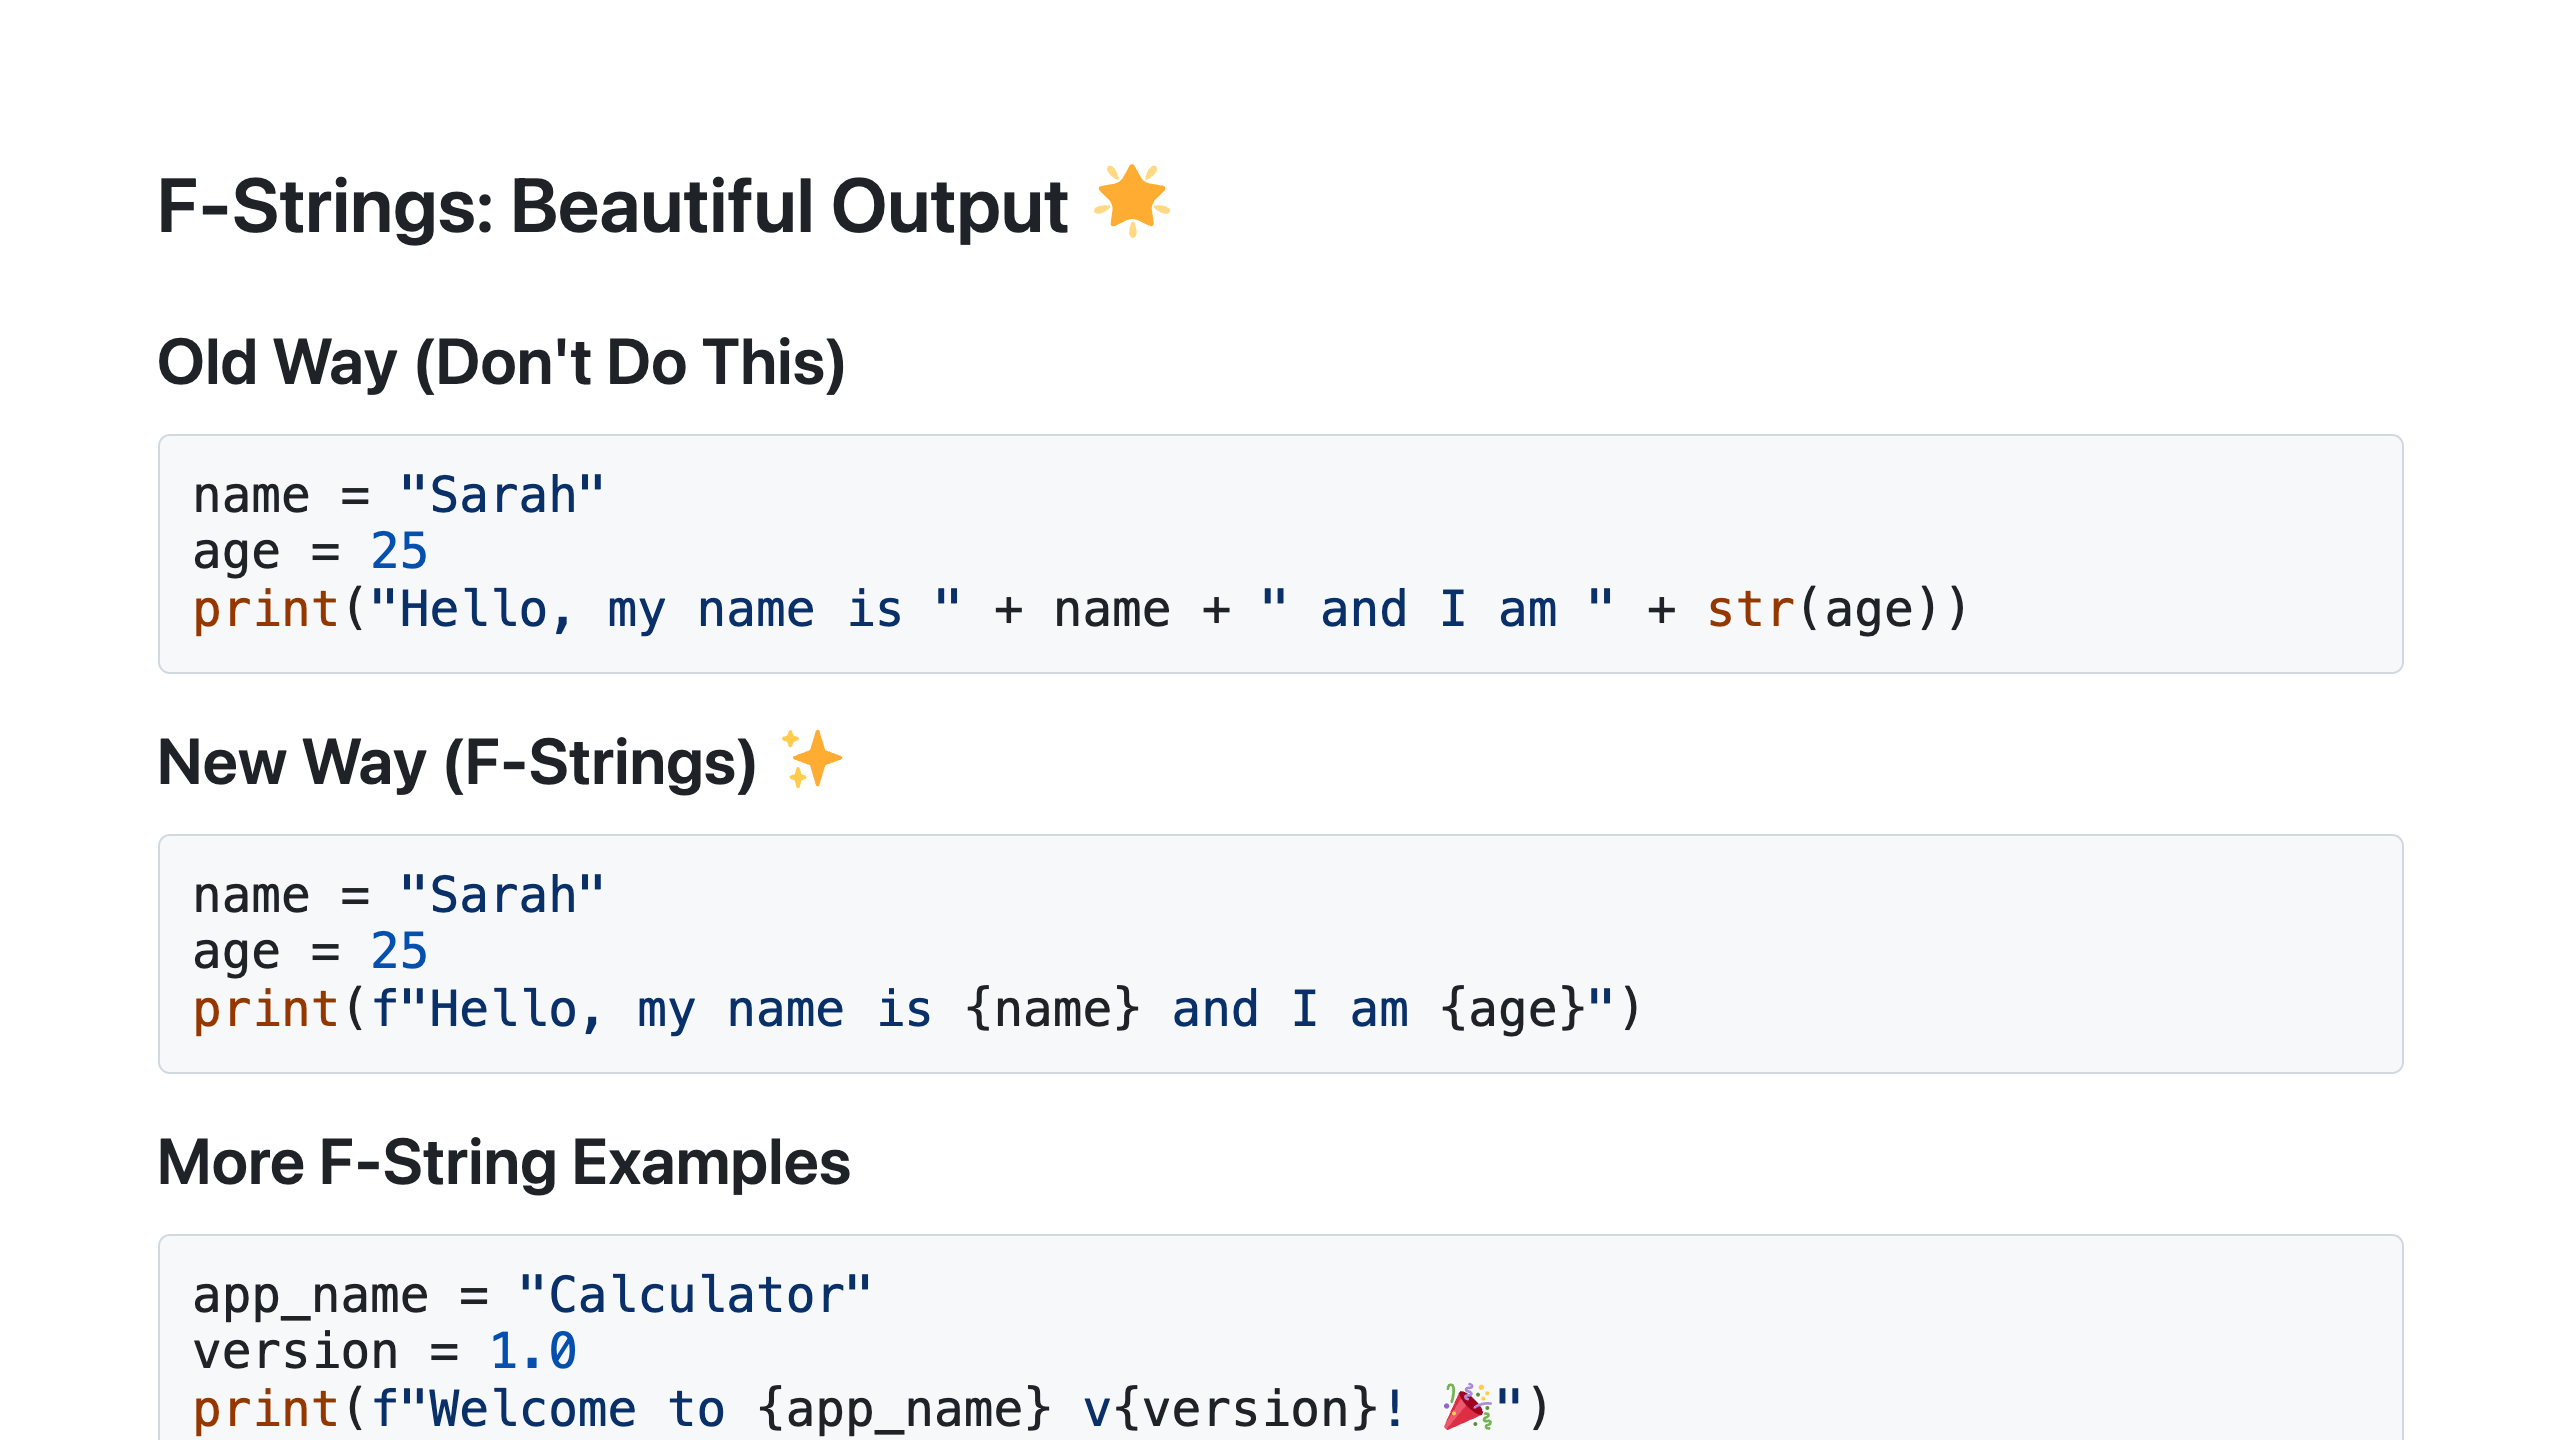 F-Strings: Beautiful Output 🌟
Old Way (Don't Do This)
name = "Sarah"
age = 25
print("Hello, my name is " + name + " and I am " + str(age))
New Way (F-Strings) ✨
name = "Sarah"
age = 25
print(f"Hello, my name is {name} and I am {age}")
More F-String Examples
app_name = "Calculator"
version = 1.0
print(f"Welcome to {app_name} v{version}! 🎉")